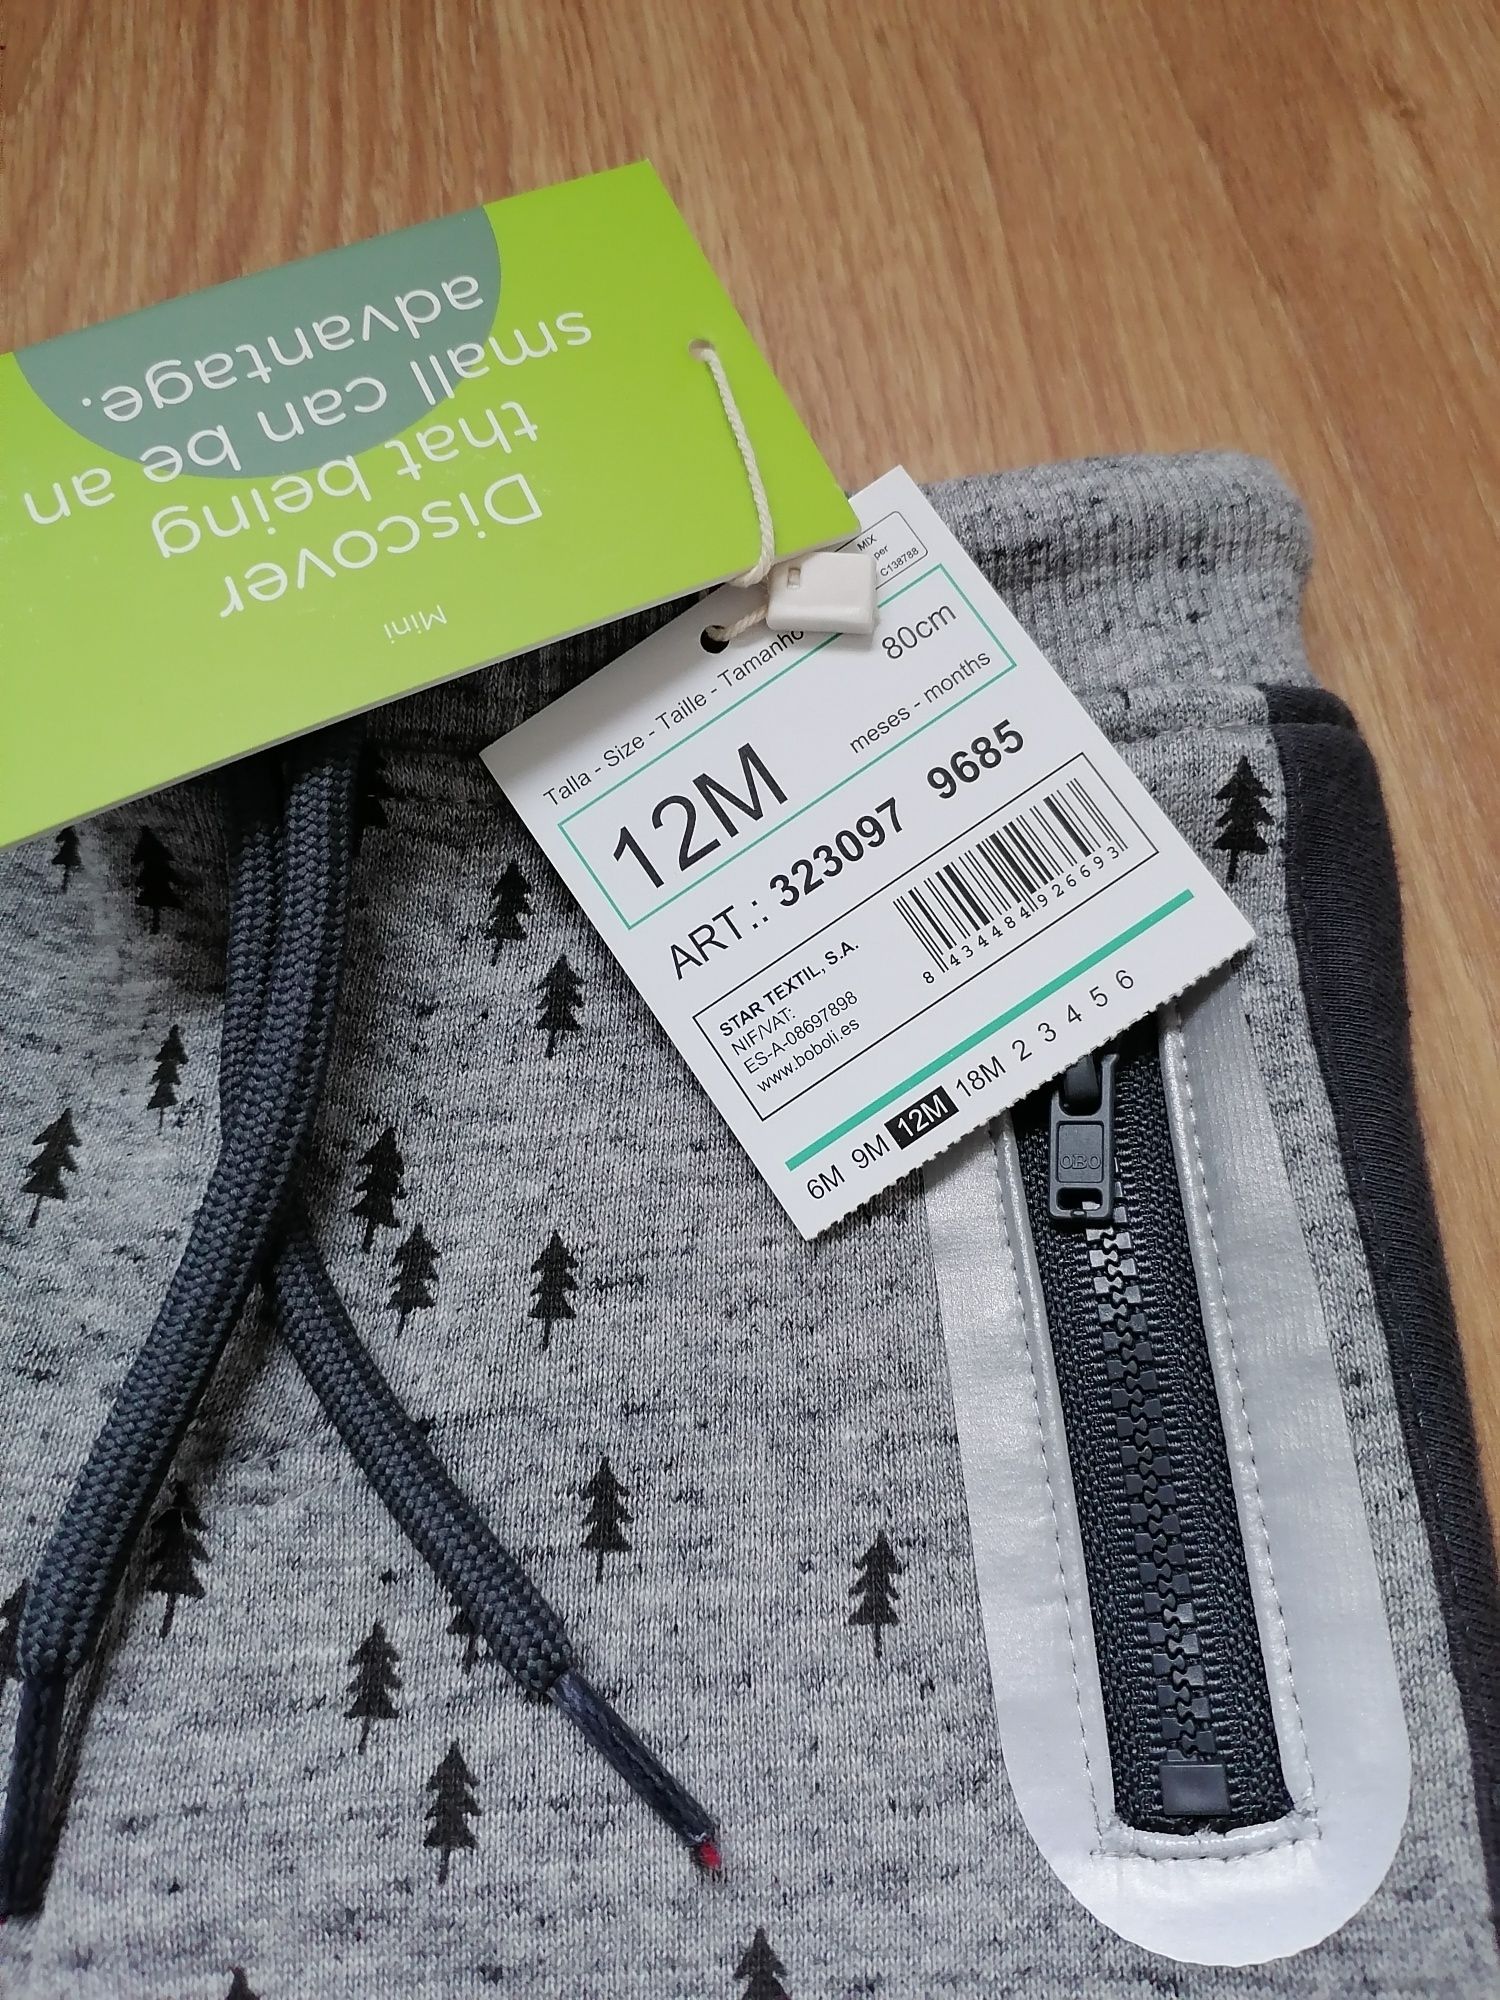 Mini
Discover
that being
small can be an
advantage.
MIX
per
C138788
Talla - Size - Taille - Tamanho
12M
80cm
meses - months
ART.: 323097 9685
STAR TEXTIL, S.A.
NIF/VAT:
ES-A-08697898
www.boboli.es
8 434484 926693
6M 9M 12M 18M 2 3 4 5 6
OBO